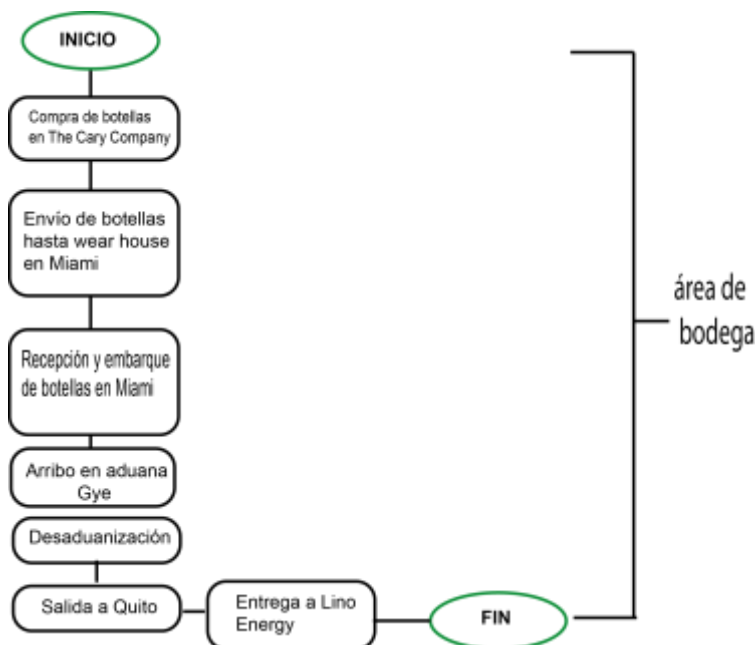 INICIO
Compra de botellas
en The Cary Company
Envío de botellas
hasta wear house
en Miami
Recepción y embarque
de botellas en Miami
Arribo en aduana
Gye
Desaduanización
Salida a Quito
Entrega a Lino
Energy
FIN
área de
bodega